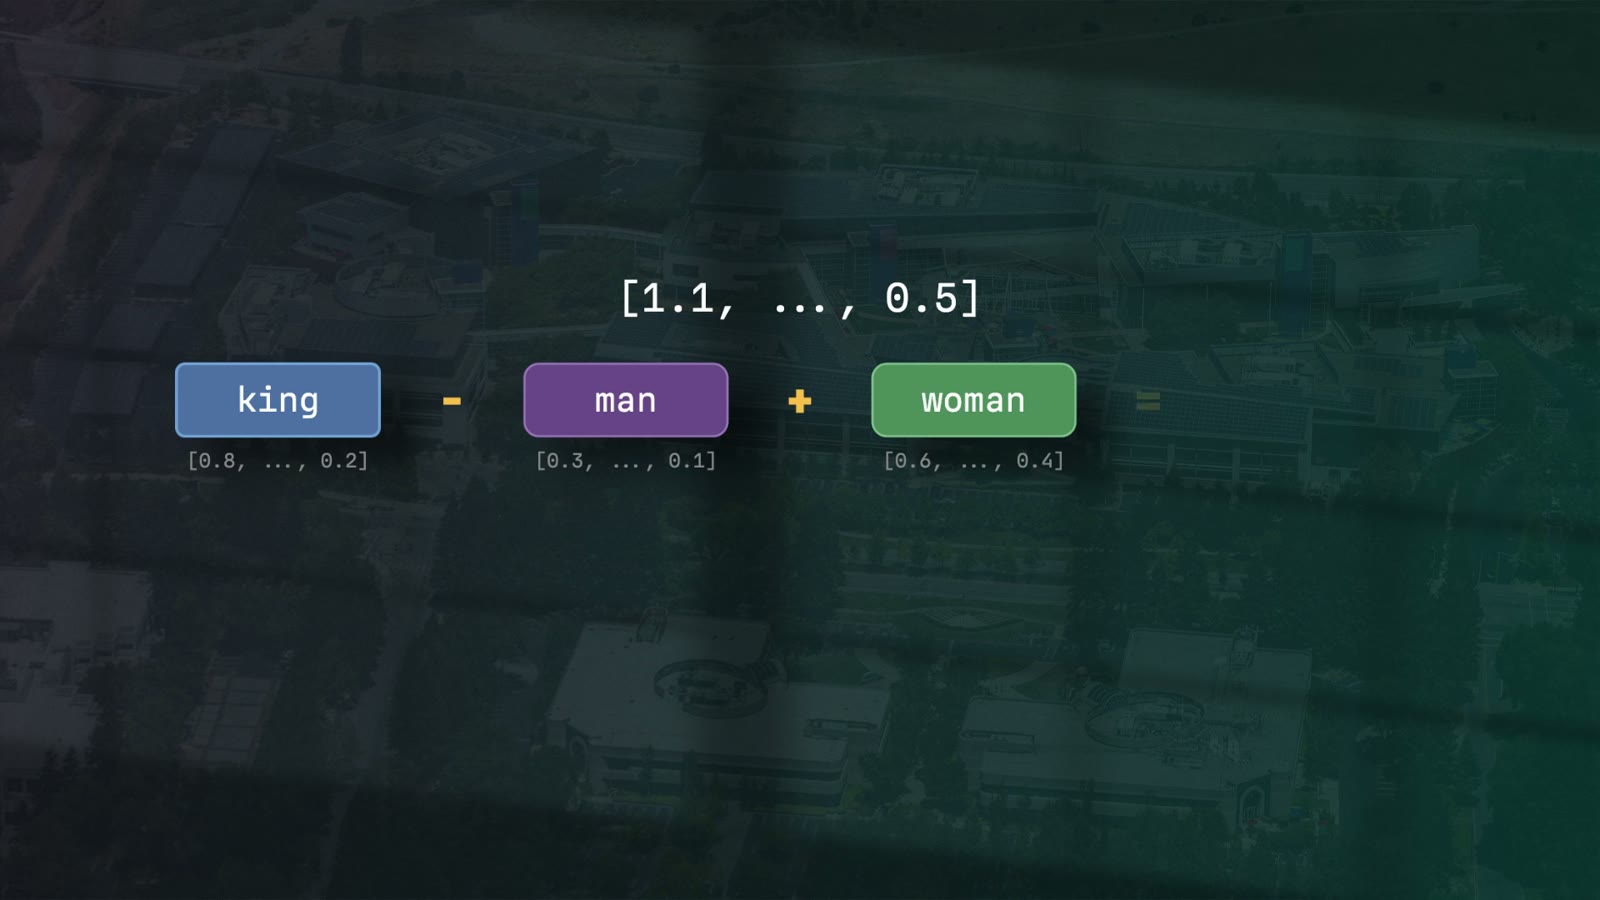 [1.1, ..., 0.5]
king - man + woman =
[0.8, ..., 0.2] [0.3, ..., 0.1] [0.6, ..., 0.4]